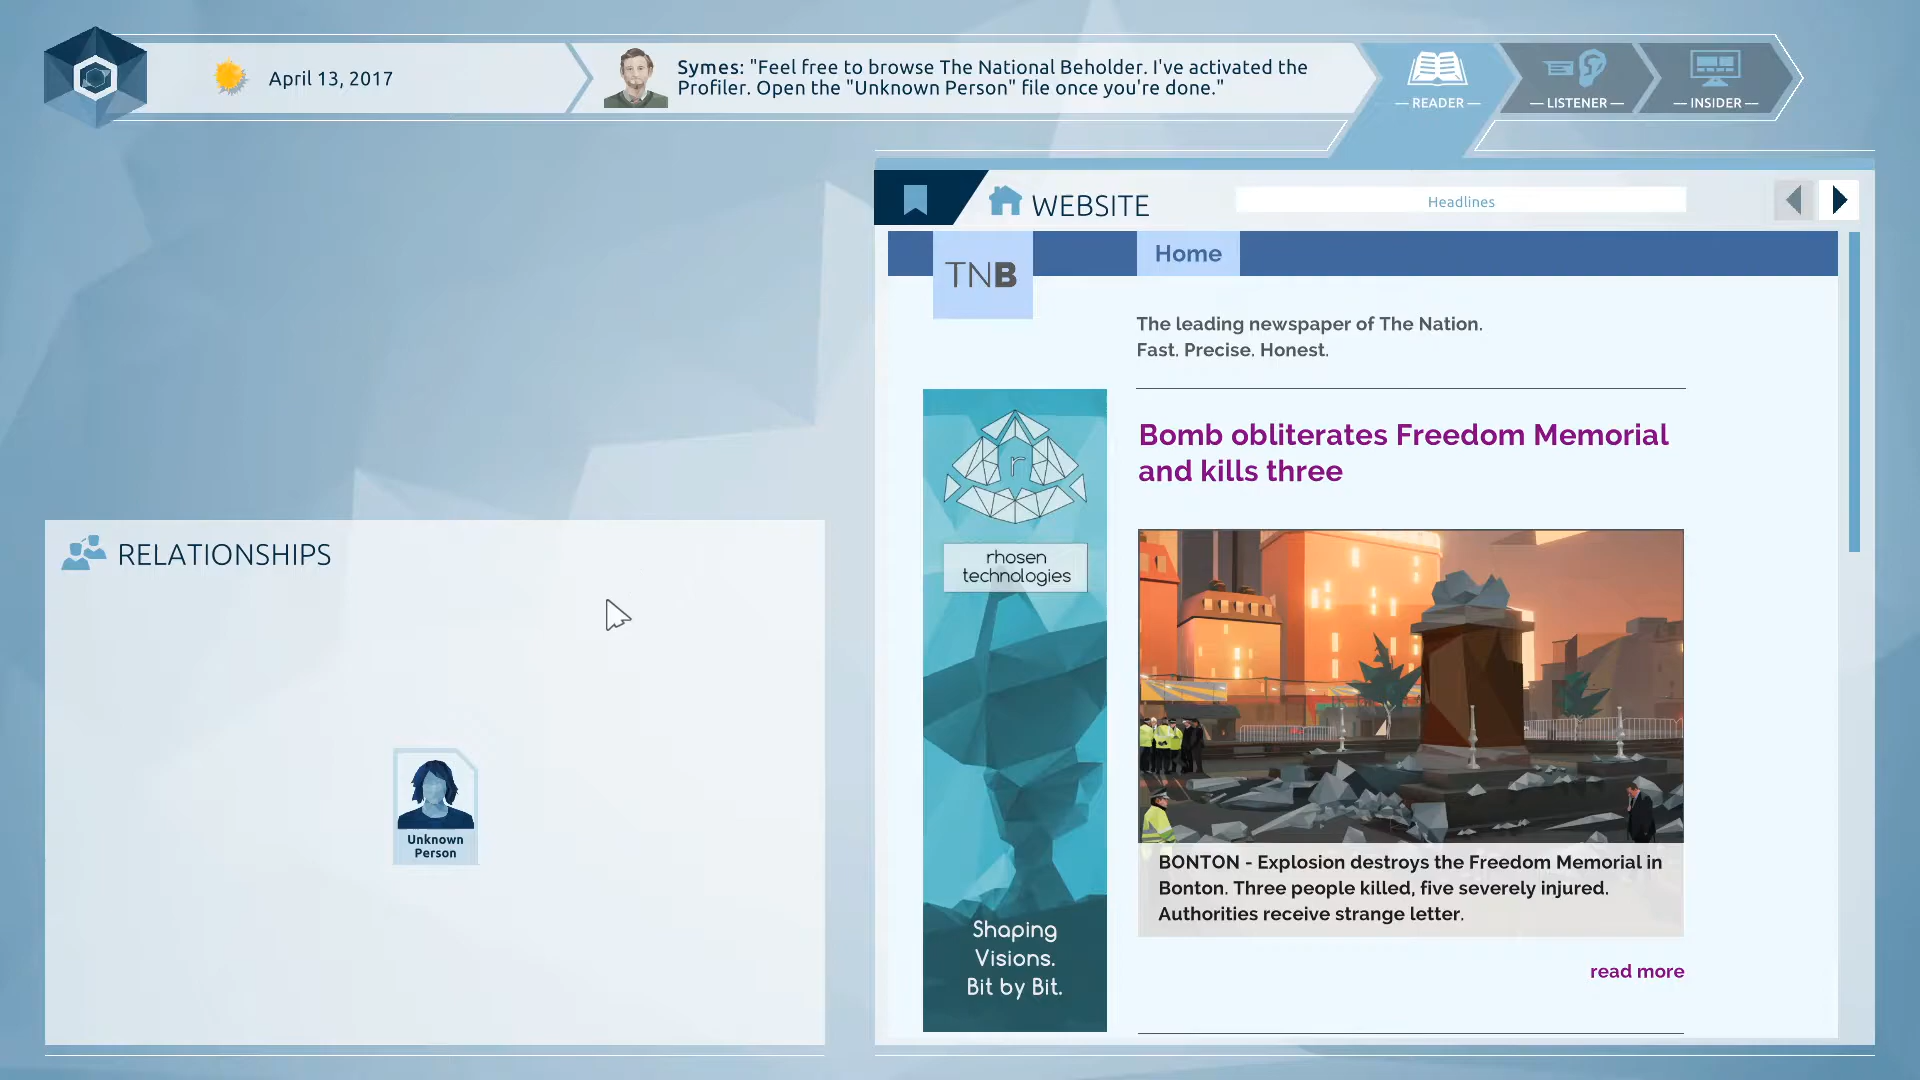 April 13, 2017
Symes: "Feel free to browse The National Beholder. I've activated the
Profiler. Open the "Unknown Person" file once you're done."
— READER —
— LISTENER —
— INSIDER —
WEBSITE
Headlines
TNB
Home
The leading newspaper of The Nation.
Fast. Precise. Honest.
r
rhosen
technologies
Shaping
Visions.
Bit by Bit.
Bomb obliterates Freedom Memorial
and kills three
BONTON - Explosion destroys the Freedom Memorial in
Bonton. Three people killed, five severely injured.
Authorities receive strange letter.
read more
RELATIONSHIPS
Unknown
Person